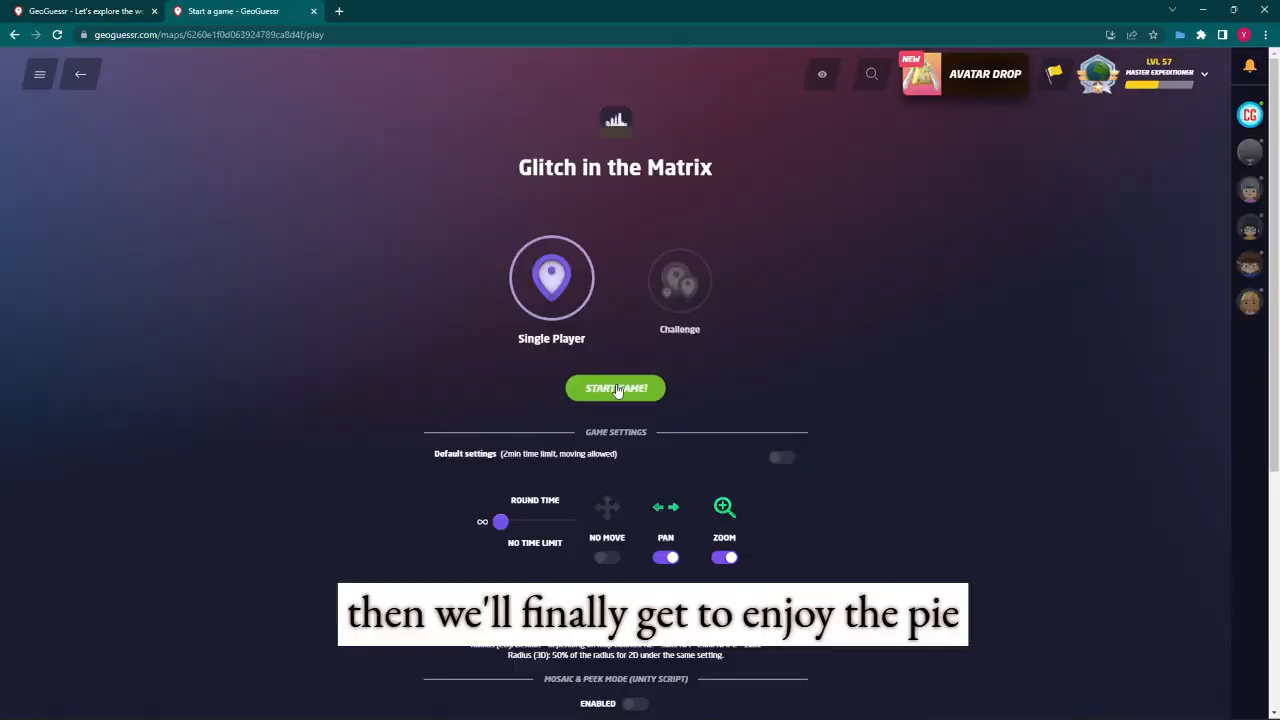 GeoGuessr - Let's explore the wo
Start a game - GeoGuessr
geoguessr.com/maps/6260e1f0d063924789ca8d4f/play
NEW
AVATAR DROP
LVL 57
MASTER EXPEDITIONER
CG
Glitch in the Matrix
Single Player
Challenge
START GAME!
GAME SETTINGS
Default settings (2min time limit, moving allowed)
ROUND TIME
∞
NO TIME LIMIT
NO MOVE
PAN
ZOOM
then we'll finally get to enjoy the pie
Radius (3D): 50% of the radius for 2D under the same setting.
MOSAIC & PEEK MODE (UNITY SCRIPT)
ENABLED